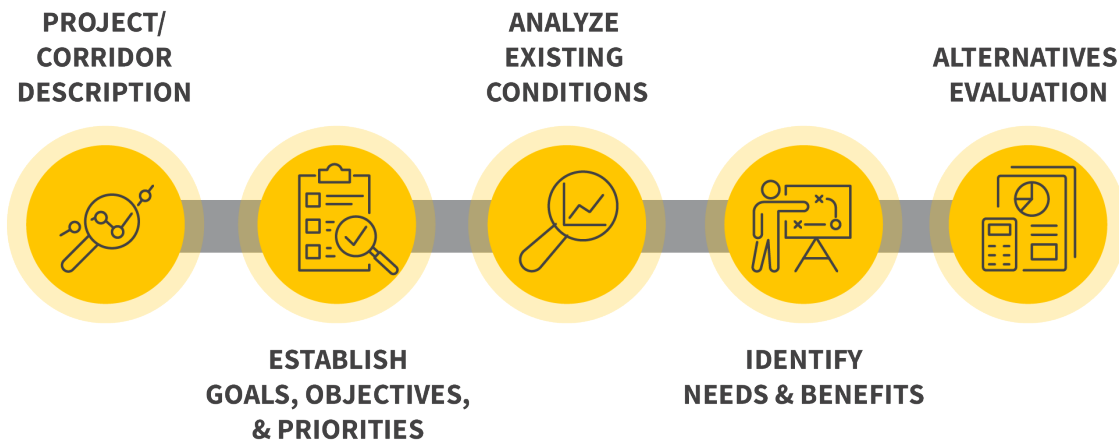 PROJECT/
CORRIDOR
DESCRIPTION
ESTABLISH
GOALS, OBJECTIVES,
& PRIORITIES
ANALYZE
EXISTING
CONDITIONS
IDENTIFY
NEEDS & BENEFITS
ALTERNATIVES
EVALUATION